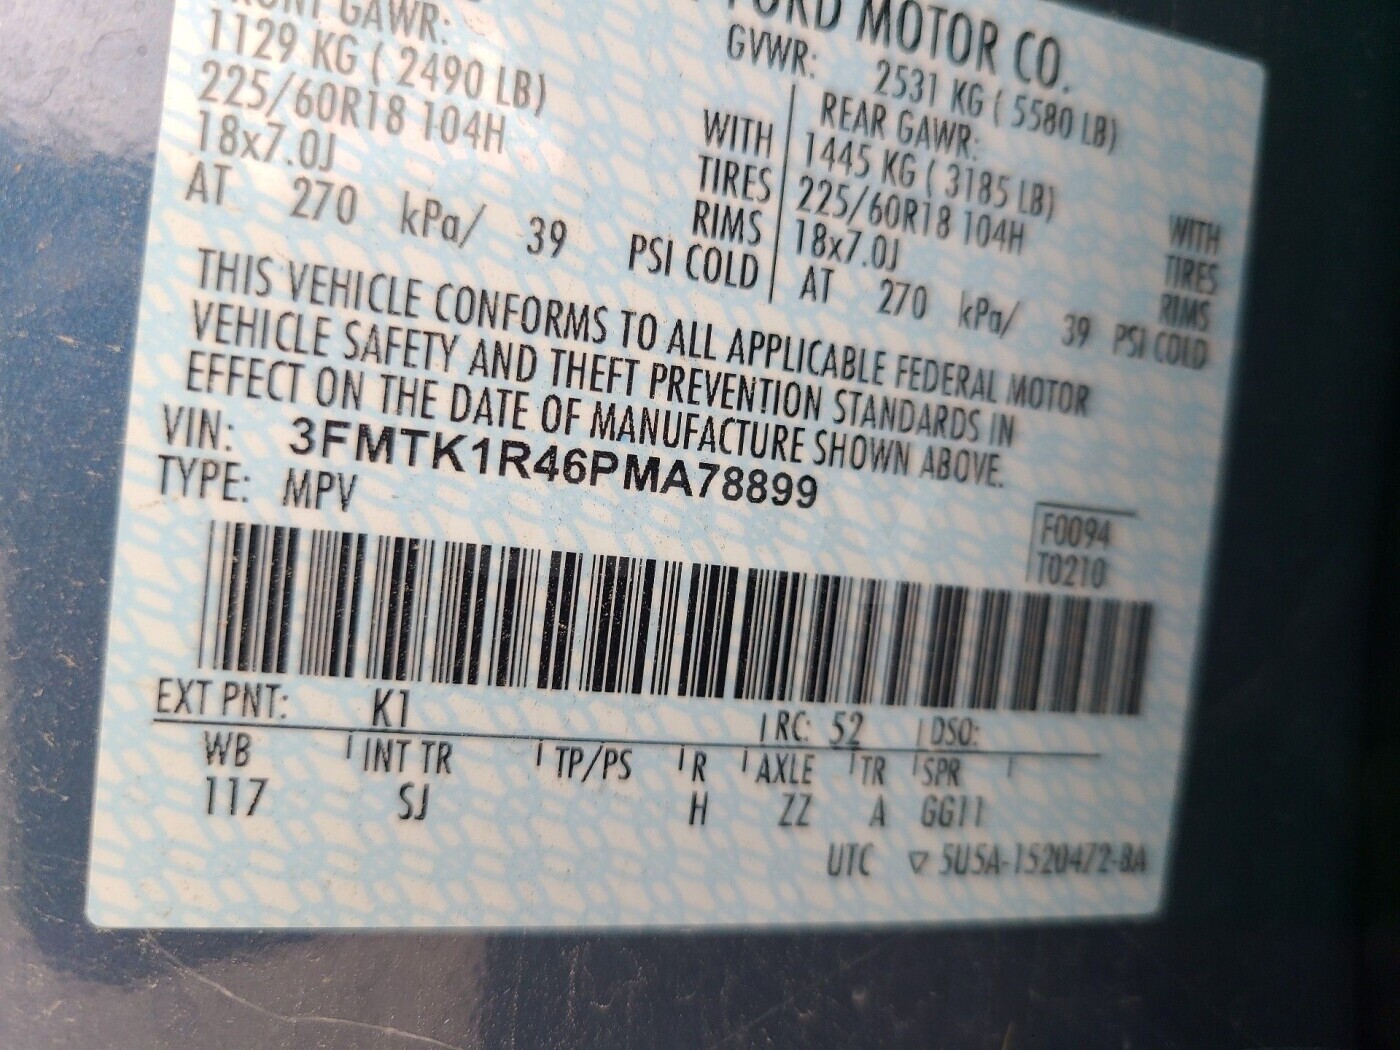 FORD MOTOR CO.
FRONT GAWR:
GVWR: 2531 KG ( 5580 LB)
1129 KG ( 2490 LB)
REAR GAWR:
WITH
1445 KG ( 3185 LB)
WITH
225/60R18 104H
TIRES
225/60R18 104H
TIRES
18x7.0J
RIMS
18x7.0J
RIMS
AT 270 kPa/ 39 PSI COLD
AT 270 kPa/ 39 PSI COLD
THIS VEHICLE CONFORMS TO ALL APPLICABLE FEDERAL MOTOR
VEHICLE SAFETY AND THEFT PREVENTION STANDARDS IN
EFFECT ON THE DATE OF MANUFACTURE SHOWN ABOVE.
VIN: 3FMTK1R46PMA78899
TYPE: MPV
F0094
T0210
EXT PNT: K1 RC: 52 DSO:
WB INT TR TP/PS R AXLE TR SPR
117 SJ H ZZ A GG11
UTC ▽ 5U5A-1520472-BA